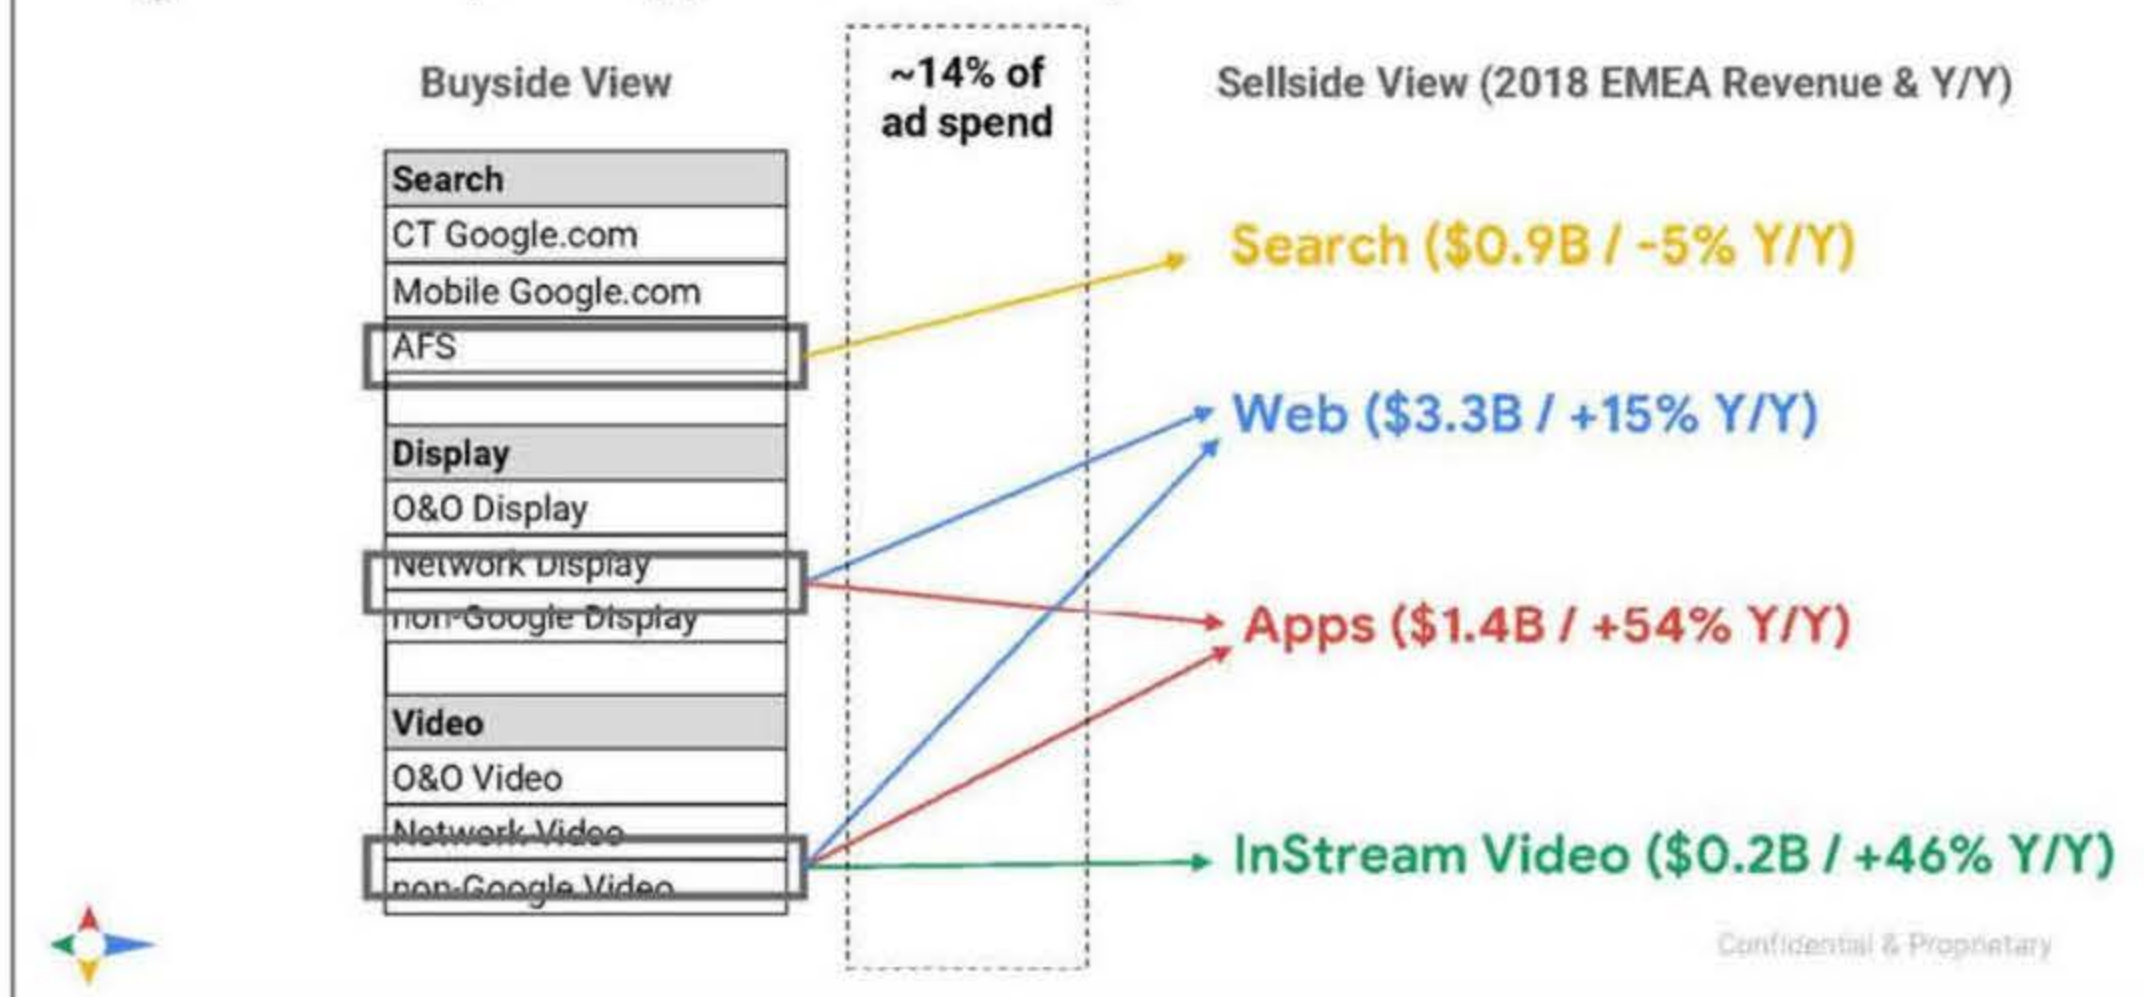 Buyside View
~14% of
ad spend
Sellside View (2018 EMEA Revenue & Y/Y)
Search
CT Google.com
Mobile Google.com
AFS
Display
O&O Display
Network Display
non-Google Display
Video
O&O Video
Network Video
non-Google Video
Search ($0.9B / -5% Y/Y)
Web ($3.3B / +15% Y/Y)
Apps ($1.4B / +54% Y/Y)
InStream Video ($0.2B / +46% Y/Y)
Confidential & Proprietary